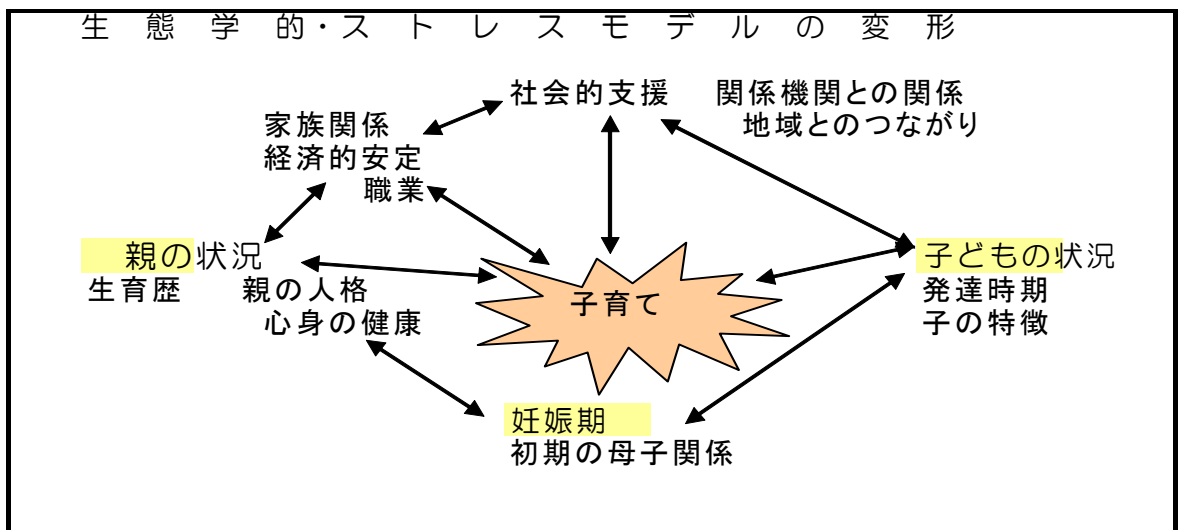 生態学的・ストレスモデルの変形
社会的支援 関係機関との関係
地域とのつながり
家族関係
経済的安定
職業
親の状況
生育歴 親の人格
心身の健康
子育て
子どもの状況
発達時期
子の特徴
妊娠期
初期の母子関係